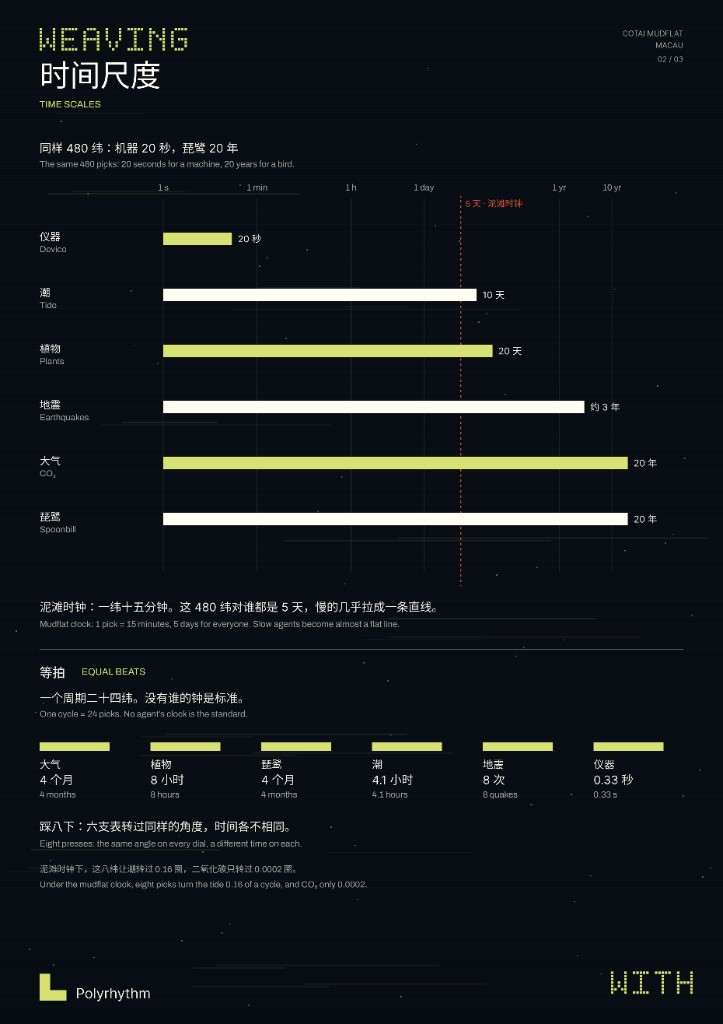 WEAVING
COTAI MUDFLAT
MACAU
02 / 03
时间尺度
TIME SCALES
同样 480 纬：机器 20 秒，琵鹭 20 年
The same 480 picks: 20 seconds for a machine, 20 years for a bird.
1 s 1 min 1 h 1 day 1 yr 10 yr
5 天 · 泥滩时钟
仪器
Device
20 秒
潮
Tide
10 天
植物
Plants
20 天
地震
Earthquakes
约 3 年
大气
CO₂
20 年
琵鹭
Spoonbill
20 年
泥滩时钟：一纬十五分钟。这 480 纬对谁都是 5 天，慢的几乎拉成一条直线。
Mudflat clock: 1 pick = 15 minutes, 5 days for everyone. Slow agents become almost a flat line.
等拍 EQUAL BEATS
一个周期二十四纬。没有谁的钟是标准。
One cycle = 24 picks. No agent's clock is the standard.
大气 植物 琵鹭 潮 地震 仪器
4 个月 8 小时 4 个月 4.1 小时 8 次 0.33 秒
4 months 8 hours 4 months 4.1 hours 8 quakes 0.33 s
踩八下：六支表转过同样的角度，时间各不相同。
Eight presses: the same angle on every dial, a different time on each.
泥滩时钟下，这八纬让潮转过 0.16 圈，二氧化碳只转过 0.0002 圈。
Under the mudflat clock, eight picks turn the tide 0.16 of a cycle, and CO₂ only 0.0002.
Polyrhythm
WITH